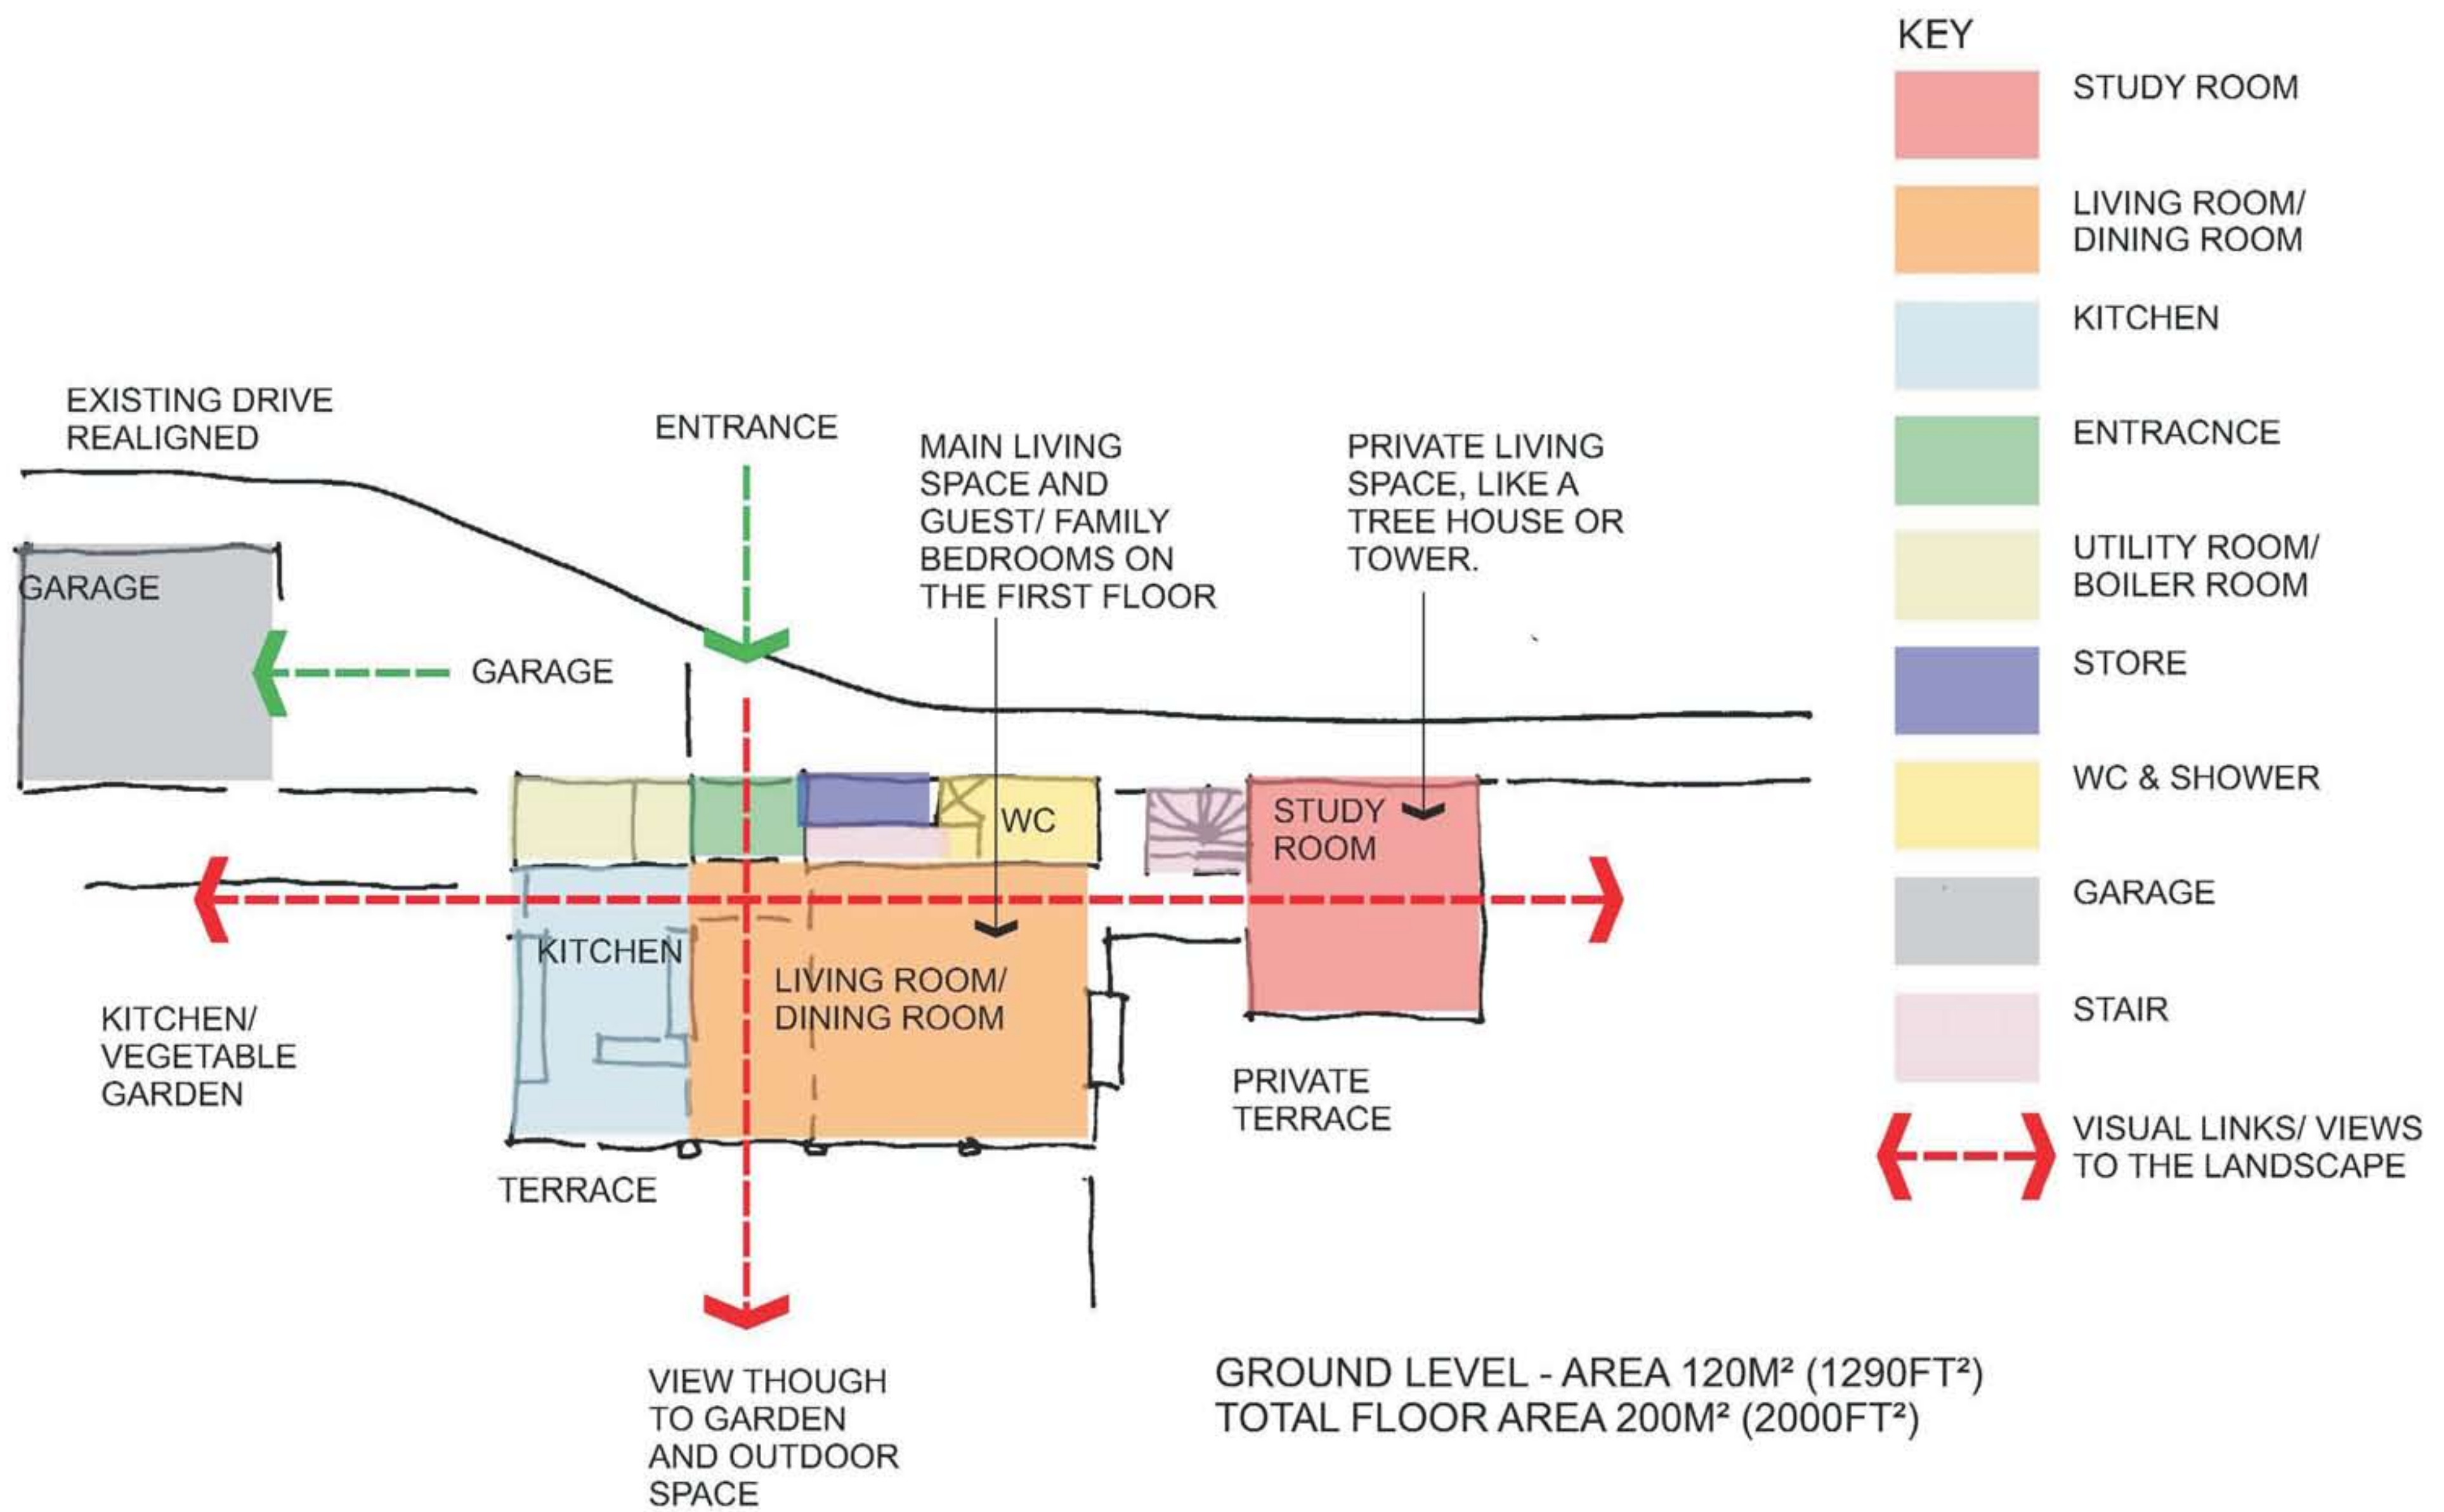 KEY
STUDY ROOM
LIVING ROOM/
DINING ROOM
KITCHEN
ENTRACNCE
UTILITY ROOM/
BOILER ROOM
STORE
WC & SHOWER
GARAGE
STAIR
VISUAL LINKS/ VIEWS
TO THE LANDSCAPE
EXISTING DRIVE
REALIGNED
ENTRANCE
MAIN LIVING
SPACE AND
GUEST/ FAMILY
BEDROOMS ON
THE FIRST FLOOR
PRIVATE LIVING
SPACE, LIKE A
TREE HOUSE OR
TOWER.
GARAGE
GARAGE
WC
STUDY
ROOM
KITCHEN
LIVING ROOM/
DINING ROOM
KITCHEN/
VEGETABLE
GARDEN
PRIVATE
TERRACE
TERRACE
VIEW THOUGH
TO GARDEN
AND OUTDOOR
SPACE
GROUND LEVEL - AREA 120M² (1290FT²)
TOTAL FLOOR AREA 200M² (2000FT²)